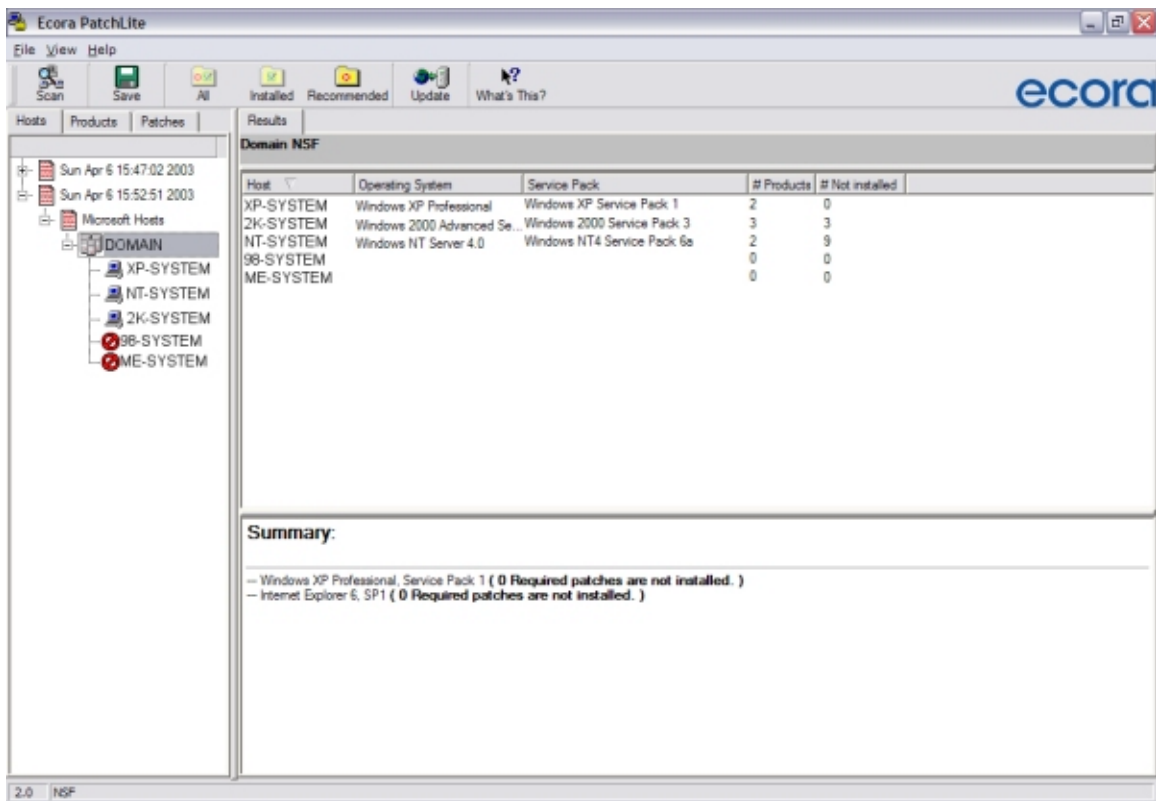 Ecora PatchLite
File View Help
Scan Save All Installed Recommended Update What's This?
ecora
Hosts Products Patches
Results
Domain NSF
Sun Apr 6 15:47:02 2003
Sun Apr 6 15:52:51 2003
Microsoft Hosts
DOMAIN
XP-SYSTEM
NT-SYSTEM
2K-SYSTEM
98-SYSTEM
ME-SYSTEM
Host Operating System Service Pack # Products # Not installed
XP-SYSTEM Windows XP Professional Windows XP Service Pack 1 2 0
2K-SYSTEM Windows 2000 Advanced Se... Windows 2000 Service Pack 3 3 3
NT-SYSTEM Windows NT Server 4.0 Windows NT4 Service Pack 6a 2 9
98-SYSTEM 0 0
ME-SYSTEM 0 0
Summary:
-- Windows XP Professional, Service Pack 1 ( 0 Required patches are not installed. )
-- Internet Explorer 6, SP1 ( 0 Required patches are not installed. )
2.0 NSF